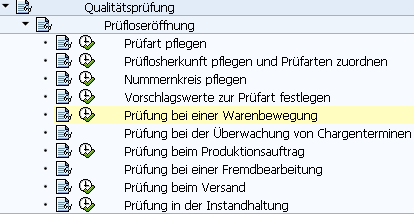 Qualitätsprüfung
Prüfloseröffnung
Prüfart pflegen
Prüflosherkunft pflegen und Prüfarten zuordnen
Nummernkreis pflegen
Vorschlagswerte zur Prüfart festlegen
Prüfung bei einer Warenbewegung
Prüfung bei der Überwachung von Chargenterminen
Prüfung beim Produktionsauftrag
Prüfung bei einer Fremdbearbeitung
Prüfung beim Versand
Prüfung in der Instandhaltung